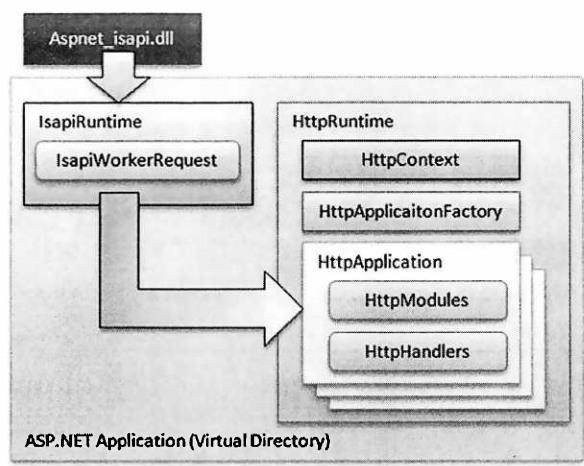 Aspnet_isapi.dll
IsapiRuntime
IsapiWorkerRequest
HttpRuntime
HttpContext
HttpApplicaitonFactory
HttpApplication
HttpModules
HttpHandlers
ASP.NET Application (Virtual Directory)